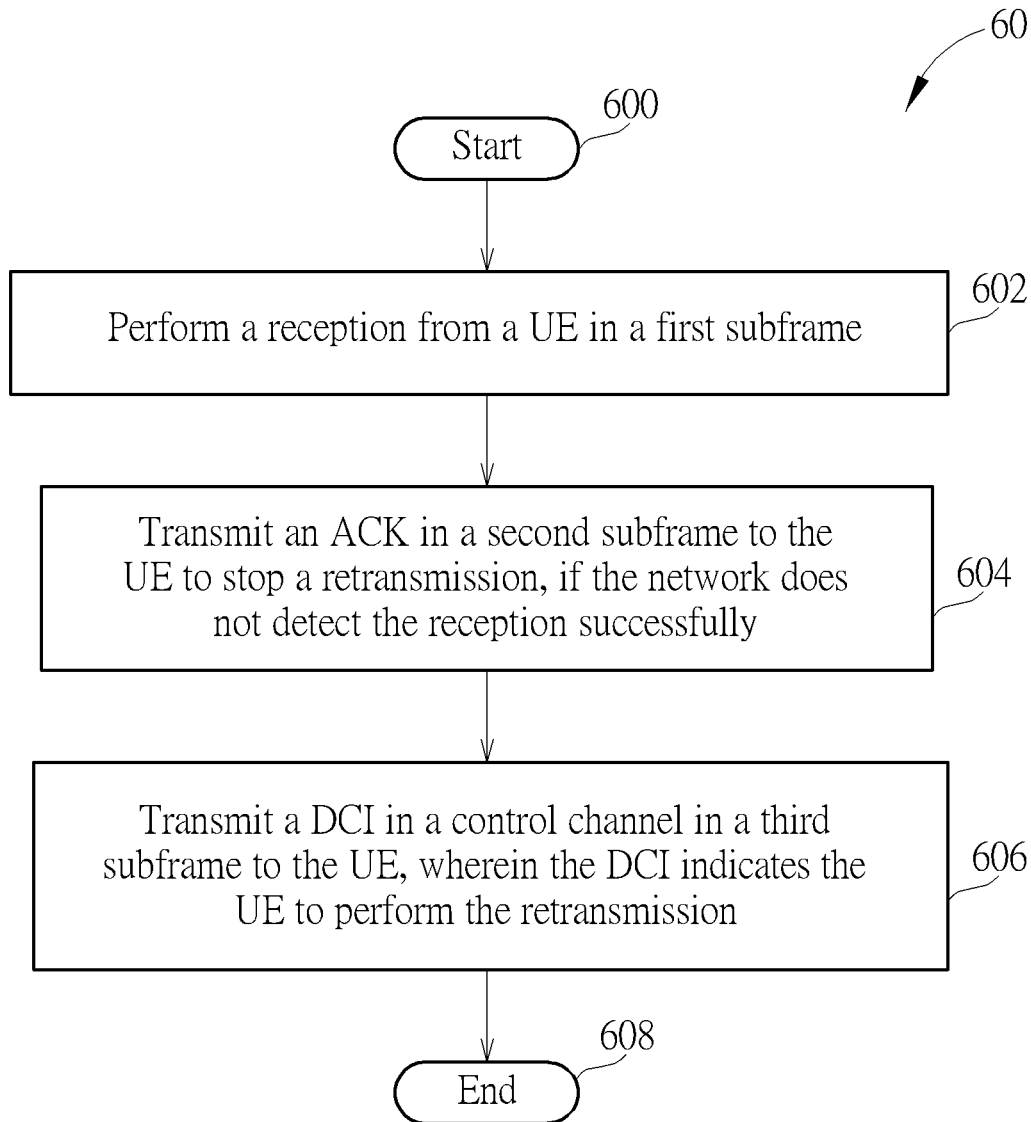 60
600
Start
602
Perform a reception from a UE in a first subframe
Transmit an ACK in a second subframe to the
UE to stop a retransmission, if the network does
not detect the reception successfully
604
Transmit a DCI in a control channel in a third
subframe to the UE, wherein the DCI indicates the
UE to perform the retransmission
606
608
End